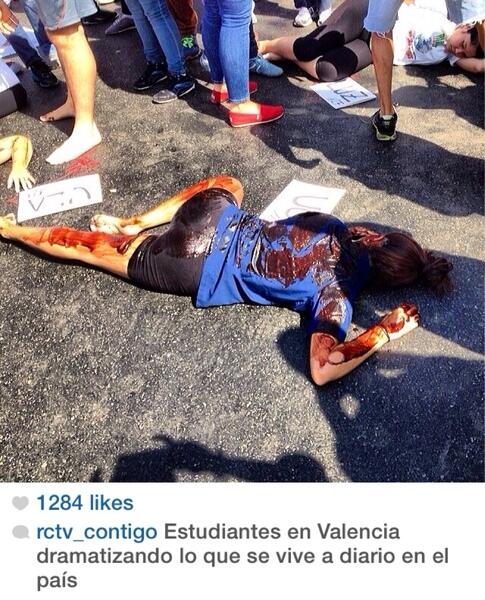 1284 likes
rctv_contigo Estudiantes en Valencia
dramatizando lo que se vive a diario en el
país